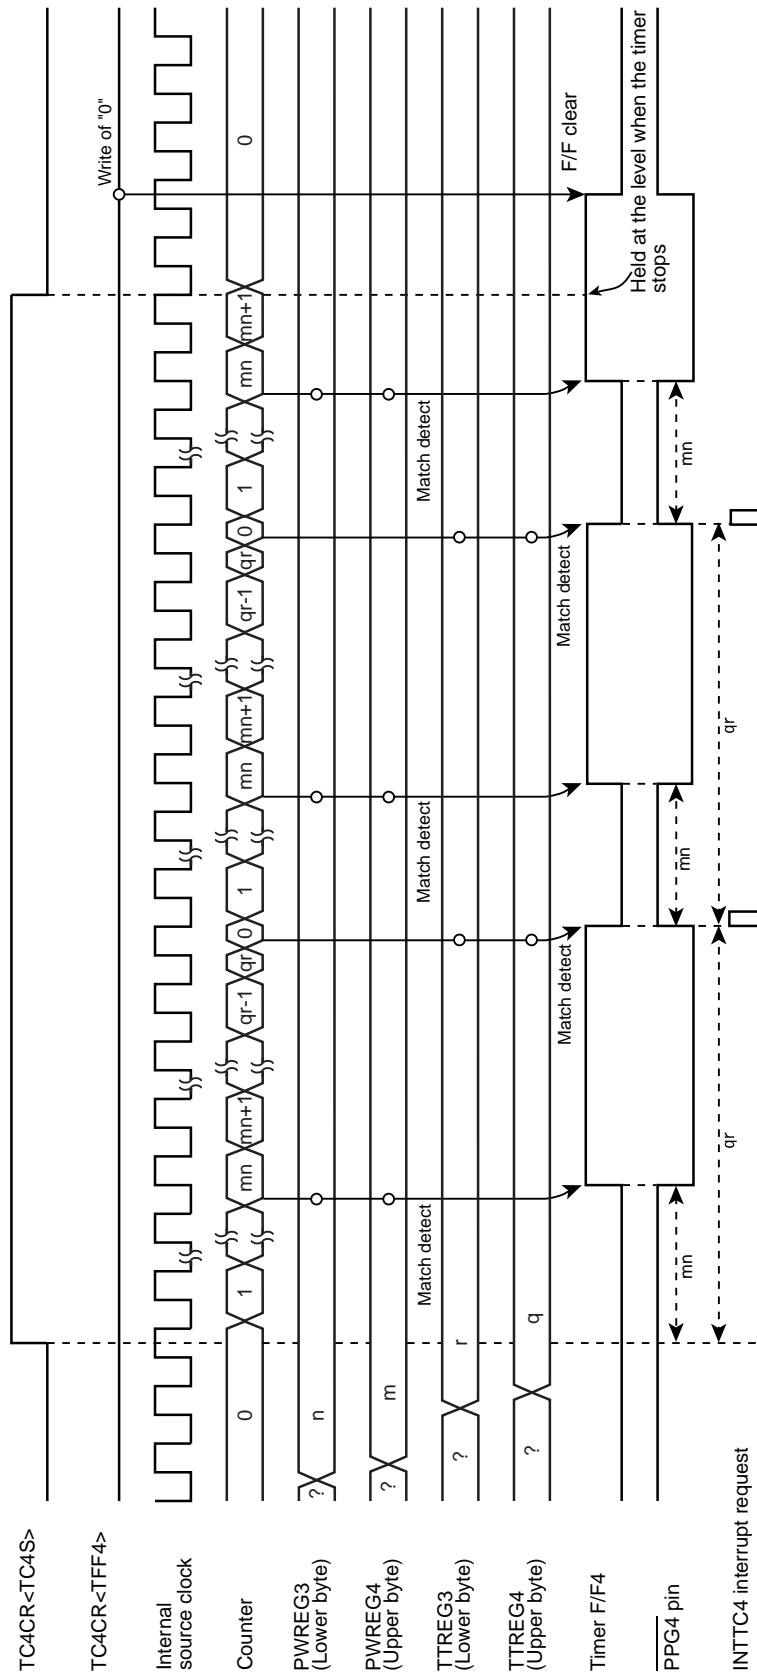 TC4CR<TC4S>
TC4CR<TFF4>
Write of "0"
Internal
source clock
Counter
0
1
mn
mn+1
qr-1
qr
0
1
mn
mn+1
qr-1
qr
0
1
mn
mn+1
0
PWREG3
(Lower byte)
?
n
PWREG4
(Upper byte)
?
m
Match detect
Match detect
Match detect
TTREG3
(Lower byte)
?
r
TTREG4
(Upper byte)
?
q
Match detect
Match detect
F/F clear
Timer F/F4
Held at the level when the timer
stops
PPG4 pin
mn
mn
mn
qr
qr
INTTC4 interrupt request